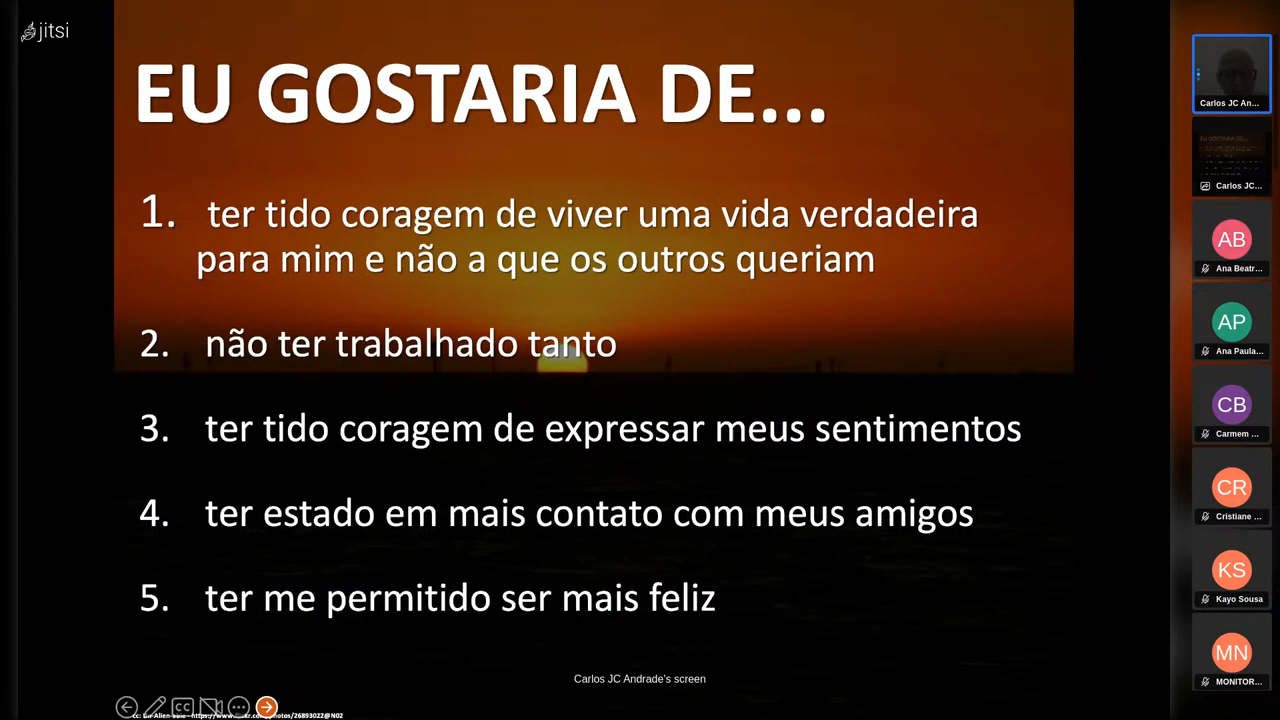 jitsi
EU GOSTARIA DE...
1. ter tido coragem de viver uma vida verdadeira
para mim e não a que os outros queriam
2. não ter trabalhado tanto
3. ter tido coragem de expressar meus sentimentos
4. ter estado em mais contato com meus amigos
5. ter me permitido ser mais feliz
Carlos JC Andrade's screen
Carlos JC An...
Carlos JC...
AB
Ana Beatr...
AP
Ana Paula...
CB
Carmem ...
CR
Cristiane ...
KS
Kayo Sousa
MN
MONITOR...